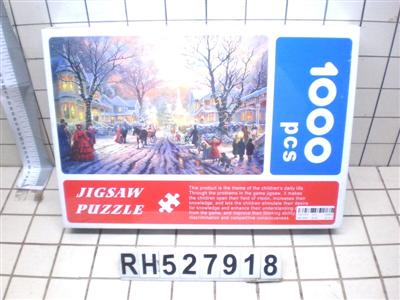 1000
pcs
JIGSAW
PUZZLE
This product is the theme of the children's daily life
Through the problems in the game jigsaw, it makes
the children open their field of vision, increases their
knowledge, and lets the children stimulate their desire
for knowledge and enhance their understanding
from the game, and improve their thinking ability
discrimination and competitive consciousness.
RH527918